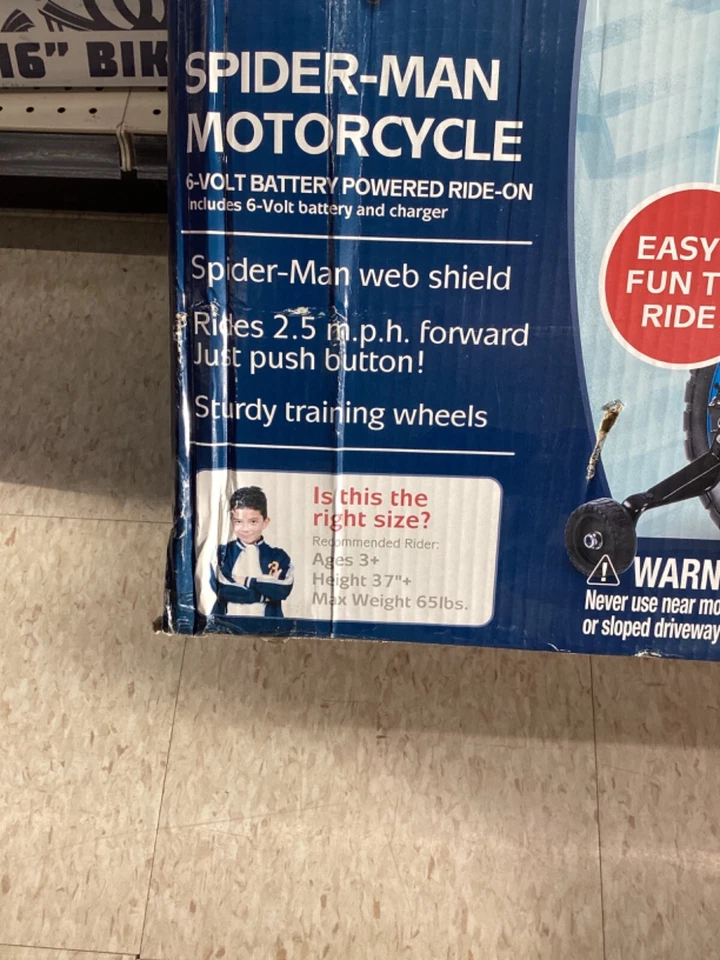 16" BIK
SPIDER-MAN
MOTORCYCLE
6-VOLT BATTERY POWERED RIDE-ON
Includes 6-Volt battery and charger
Spider-Man web shield
Rides 2.5 m.p.h. forward
Just push button!
Sturdy training wheels
Is this the
right size?
Recommended Rider:
Ages 3+
Height 37"+
Max Weight 65lbs.
EASY
FUN T
RIDE
WARN
Never use near mo
or sloped driveway